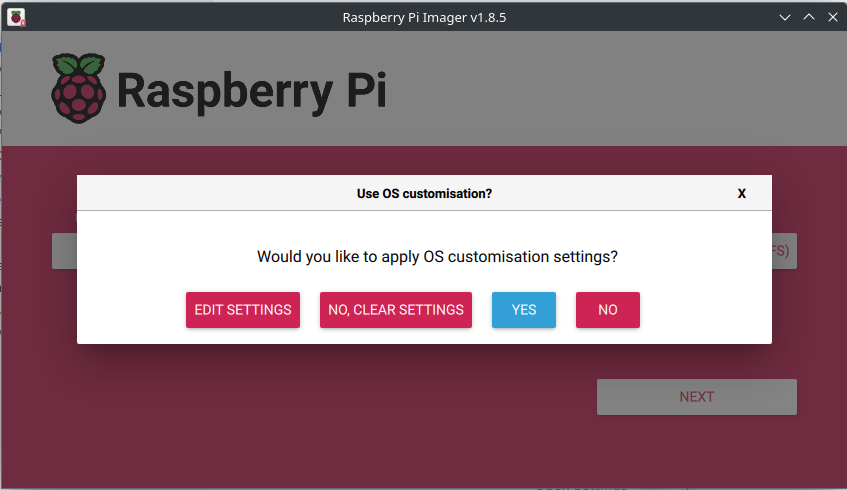 Raspberry Pi Imager v1.8.5
Raspberry Pi
Use OS customisation?
X
Would you like to apply OS customisation settings?
EDIT SETTINGS
NO, CLEAR SETTINGS
YES
NO
FS)
NEXT